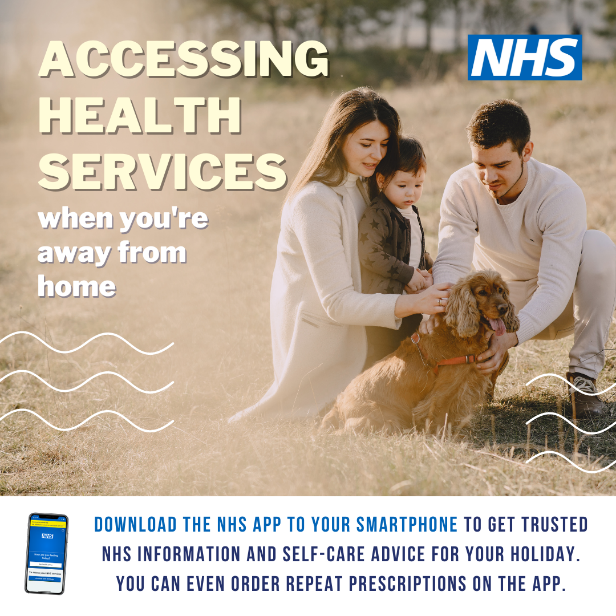 ACCESSING
HEALTH
SERVICES
when you're
away from
home
NHS
DOWNLOAD THE NHS APP TO YOUR SMARTPHONE TO GET TRUSTED
NHS INFORMATION AND SELF-CARE ADVICE FOR YOUR HOLIDAY.
YOU CAN EVEN ORDER REPEAT PRESCRIPTIONS ON THE APP.
NHS